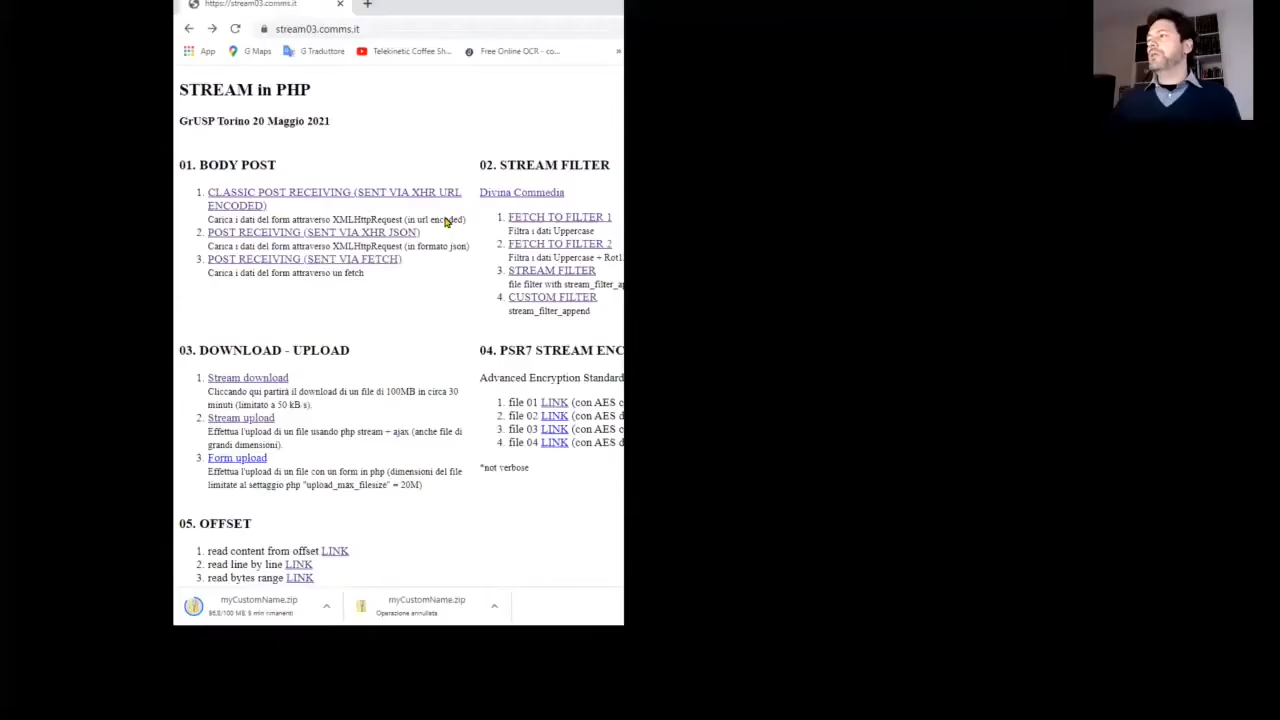 https://stream03.comms.it
stream03.comms.it
App G Maps G Traduttore Telekinetic Coffee Sh... Free Online OCR - co... »
STREAM in PHP
GrUSP Torino 20 Maggio 2021
01. BODY POST
1. CLASSIC POST RECEIVING (SENT VIA XHR URL
ENCODED)
Carica i dati del form attraverso XMLHttpRequest (in url encoded)
2. POST RECEIVING (SENT VIA XHR JSON)
Carica i dati del form attraverso XMLHttpRequest (in formato json)
3. POST RECEIVING (SENT VIA FETCH)
Carica i dati del form attraverso un fetch
02. STREAM FILTER
Divina Commedia
1. FETCH TO FILTER 1
Filtra i dati Uppercase
2. FETCH TO FILTER 2
Filtra i dati Uppercase + Rot1
3. STREAM FILTER
file filter with stream_filter_ap
4. CUSTOM FILTER
stream_filter_append
03. DOWNLOAD - UPLOAD
1. Stream download
Cliccando qui partirà il download di un file di 100MB in circa 30
minuti (limitato a 50 kB/s).
2. Stream upload
Effettua l'upload di un file usando php stream + ajax (anche file di
grandi dimensioni).
3. Form upload
Effettua l'upload di un file con un form in php (dimensioni del file
limitate al settaggio php "upload_max_filesize" = 20M)
04. PSR7 STREAM ENC
Advanced Encryption Standard
1. file 01 LINK (con AES c
2. file 02 LINK (con AES d
3. file 03 LINK (con AES c
4. file 04 LINK (con AES d
*not verbose
05. OFFSET
1. read content from offset LINK
2. read line by line LINK
3. read bytes range LINK
myCustomName.zip
/100 MB, 9 min rimanenti
myCustomName.zip
Operazione annullata